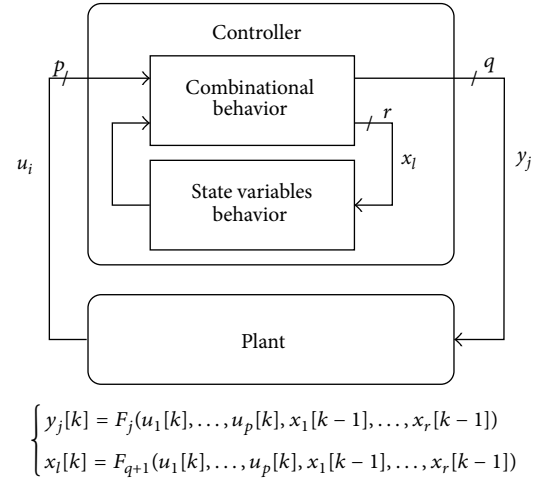 Controller
p
q
Combinational
behavior
r
u_i
x_l
y_j
State variables
behavior
Plant
y_j[k] = F_j(u_1[k], ..., u_p[k], x_1[k − 1], ..., x_r[k − 1])
x_l[k] = F_{q+1}(u_1[k], ..., u_p[k], x_1[k − 1], ..., x_r[k − 1])